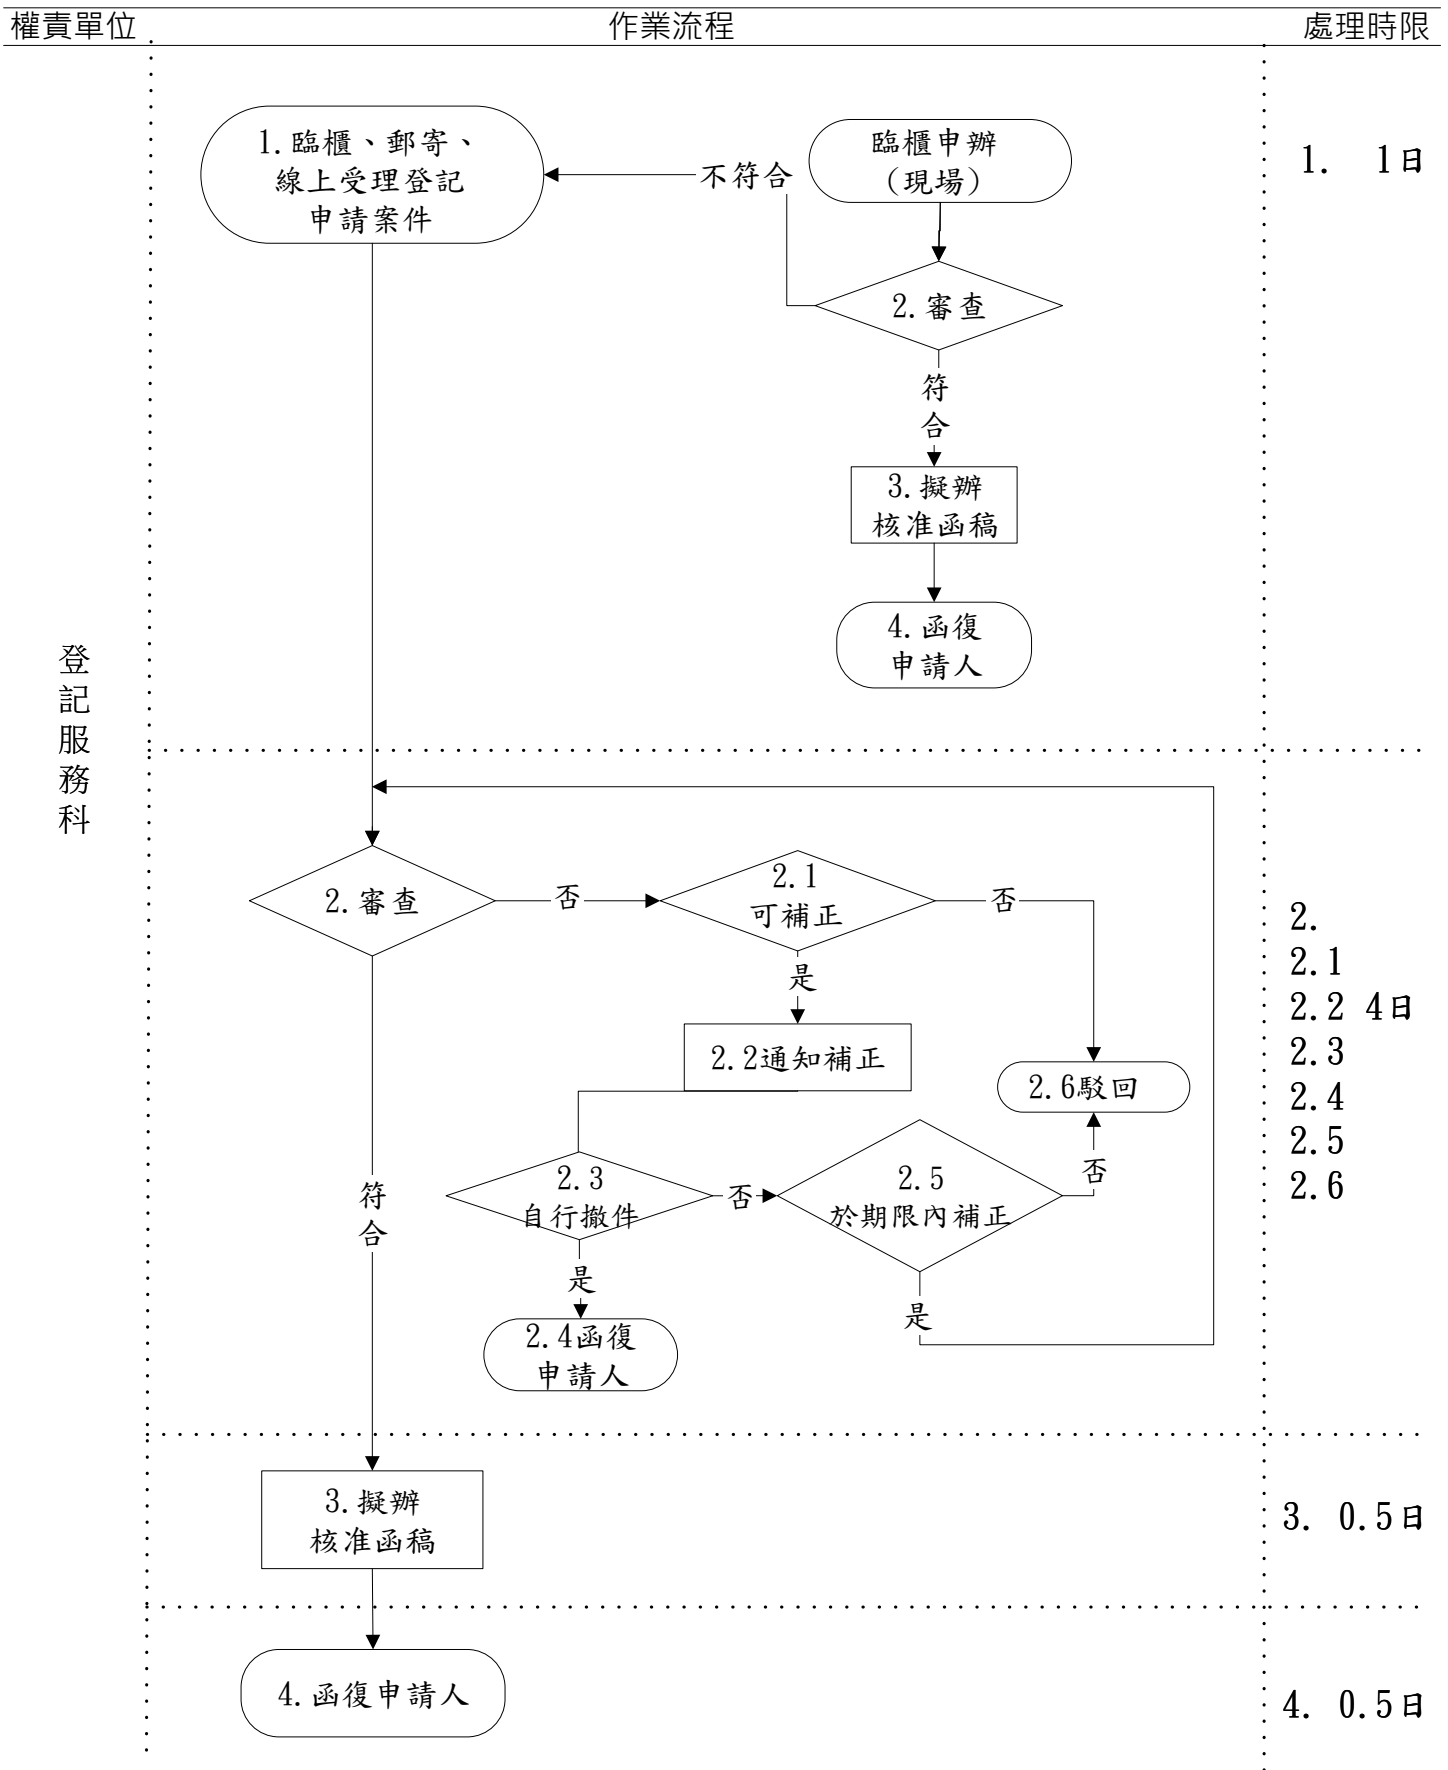 權責單位
作業流程
處理時限
登記服務科
1.臨櫃、郵寄、
線上受理登記
申請案件
不符合
臨櫃申辦
(現場)
1. 1日
2.審查
符合
3.擬辦
核准函稿
4.函復
申請人
2.審查
否
2.1
可補正
否
是
2.2通知補正
2.6駁回
2.3
自行撤件
否
2.5
於期限內補正
否
是
2.4函復
申請人
是
符合
2.
2.1
2.2 4日
2.3
2.4
2.5
2.6
3.擬辦
核准函稿
3. 0.5日
4.函復申請人
4. 0.5日